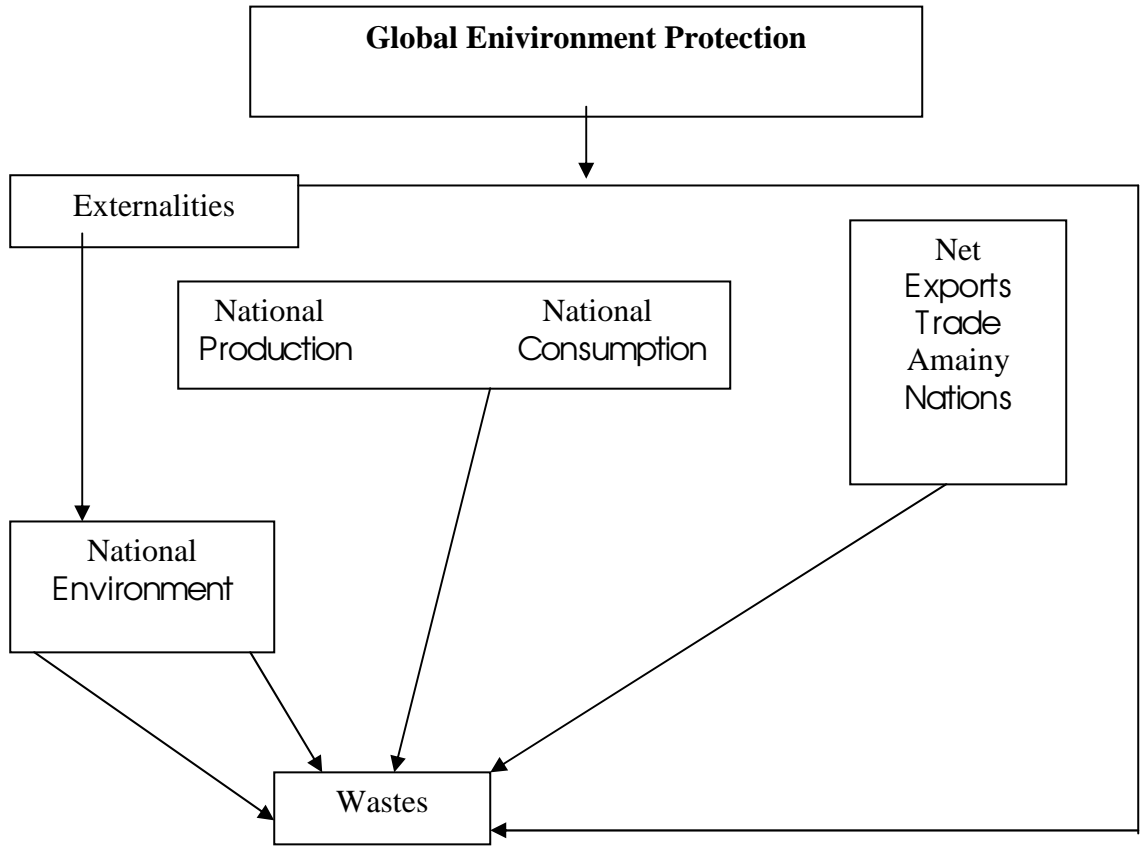 Global Enivironment Protection
Externalities
National National
Production Consumption
Net
Exports
Trade
Amainy
Nations
National
Environment
Wastes